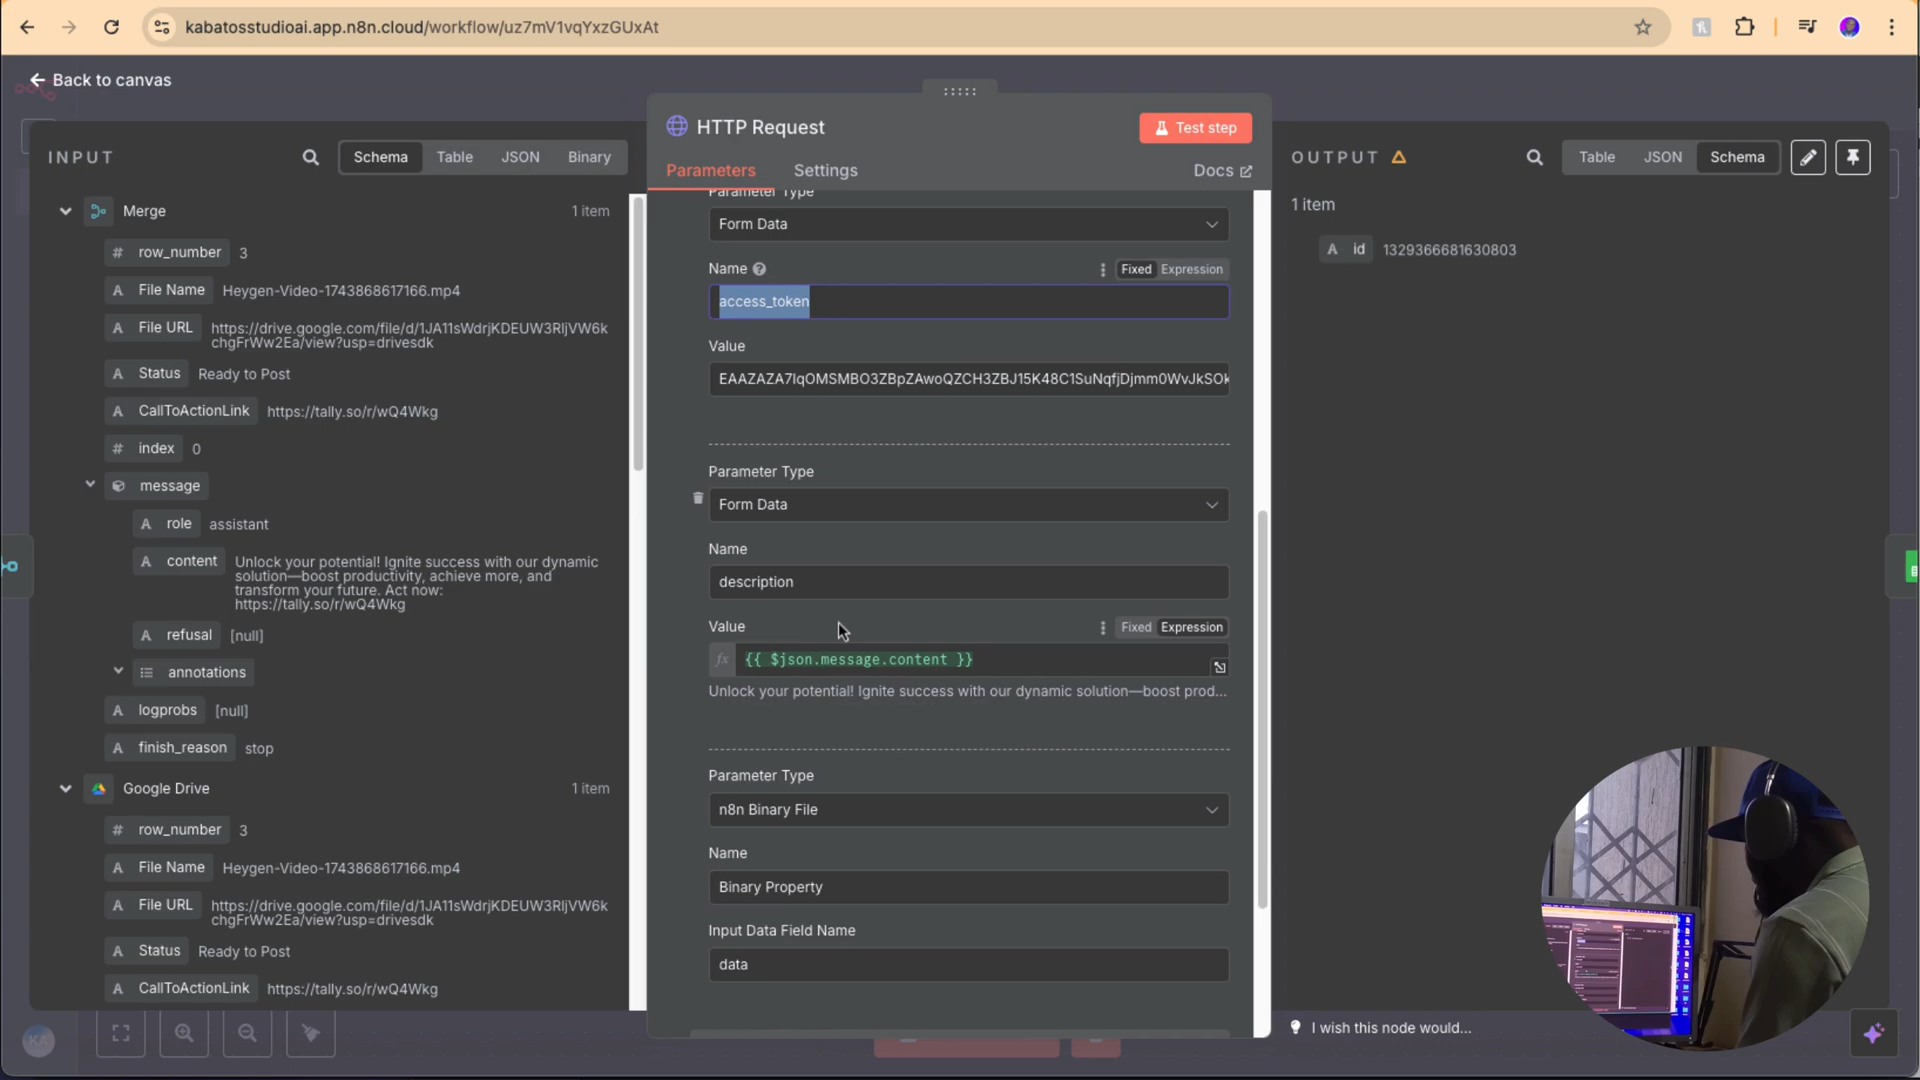 kabatosstudioai.app.n8n.cloud/workflow/uz7mV1vqYxzGUxAt
Back to canvas
INPUT
Schema
Table
JSON
Binary
Merge
1 item
# row_number 3
A File Name Heygen-Video-1743868617166.mp4
A File URL https://drive.google.com/file/d/1JA11sWdrjKDEUW3RljVW6k
chgFrWw2Ea/view?usp=drivesdk
A Status Ready to Post
A CallToActionLink https://tally.so/r/wQ4Wkg
# index 0
message
A role assistant
A content Unlock your potential! Ignite success with our dynamic
solution—boost productivity, achieve more, and
transform your future. Act now:
https://tally.so/r/wQ4Wkg
A refusal [null]
annotations
A logprobs [null]
A finish_reason stop
Google Drive
1 item
# row_number 3
A File Name Heygen-Video-1743868617166.mp4
A File URL https://drive.google.com/file/d/1JA11sWdrjKDEUW3RljVW6k
chgFrWw2Ea/view?usp=drivesdk
A Status Ready to Post
A CallToActionLink https://tally.so/r/wQ4Wkg
KA
HTTP Request
Test step
Parameters
Settings
Docs
Parameter Type
Form Data
Name
Fixed Expression
access_token
Value
EAAZAZA7IqOMSMBO3ZBpZAwoQZCH3ZBJ15K48C1SuNqfjDjmm0WvJkSOk
Parameter Type
Form Data
Name
description
Value
Fixed Expression
fx {{ $json.message.content }}
Unlock your potential! Ignite success with our dynamic solution—boost prod...
Parameter Type
n8n Binary File
Name
Binary Property
Input Data Field Name
data
OUTPUT
Table
JSON
Schema
1 item
A id 1329366681630803
I wish this node would...